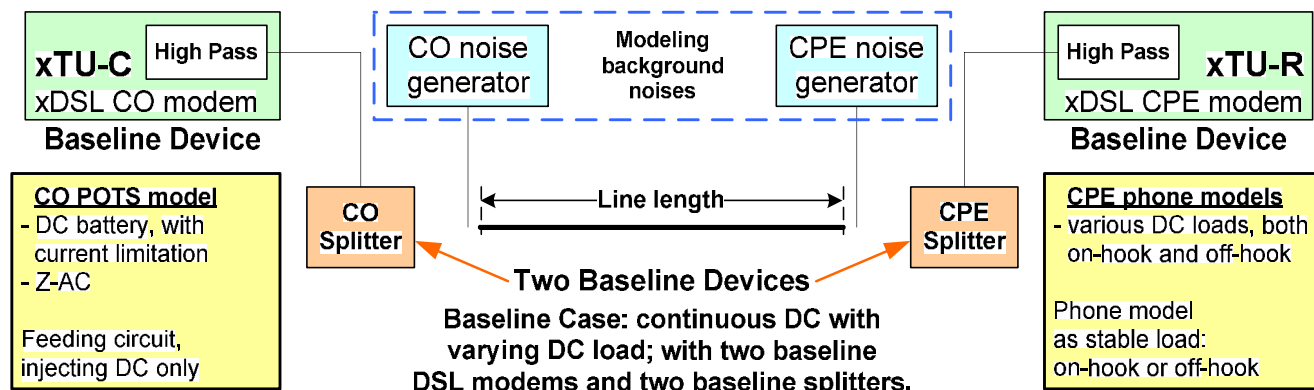 xTU-C
High Pass
xDSL CO modem
Baseline Device
CO noise
generator
Modeling
background
noises
CPE noise
generator
High Pass
xTU-R
xDSL CPE modem
Baseline Device
CO POTS model
- DC battery, with
current limitation
- Z-AC
Feeding circuit,
injecting DC only
CO
Splitter
Line length
CPE
Splitter
Two Baseline Devices
Baseline Case: continuous DC with
varying DC load; with two baseline
DSL modems and two baseline splitters.
CPE phone models
- various DC loads, both
on-hook and off-hook
Phone model
as stable load:
on-hook or off-hook